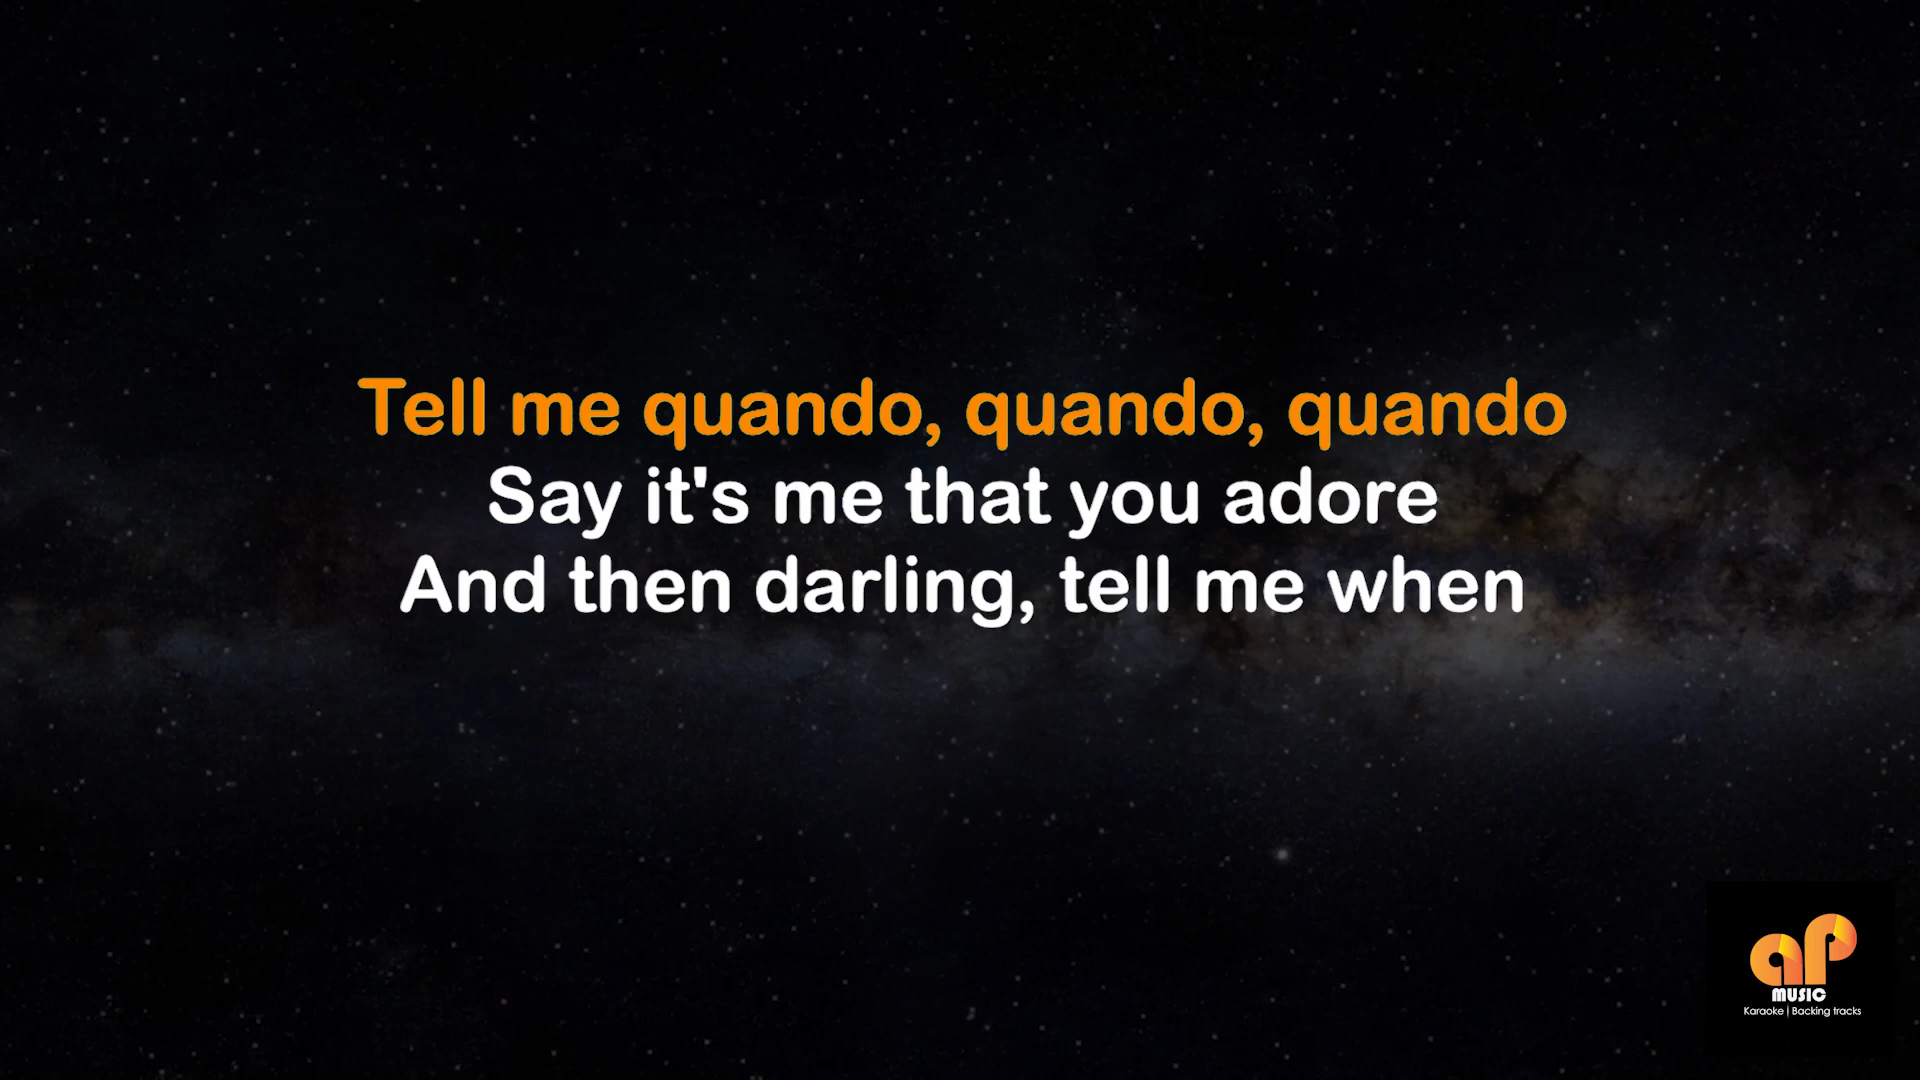 Tell me quando, quando, quando
Say it's me that you adore
And then darling, tell me when
ap
MUSIC
Karaoke | Backing tracks